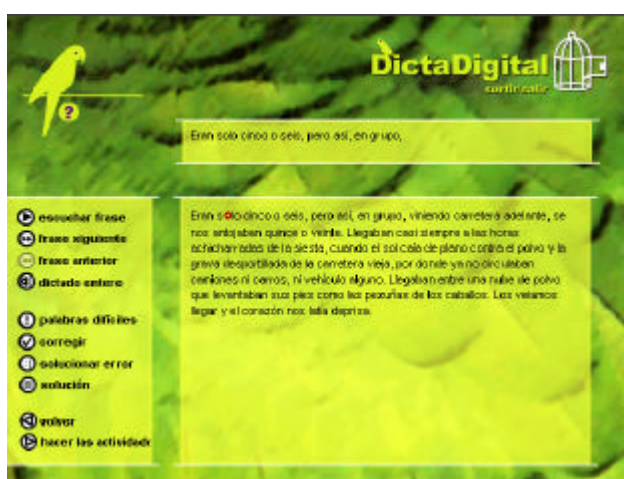 DictaDigital
sortir/salir
?
Eran solo cinco o seis, pero así, en grupo,
escuchar frase
frase siguiente
frase anterior
dictado entero
palabras difíciles
corregir
solucionar error
solución
volver
hacer las actividade
Eran solo cinco o seis, pero así, en grupo, viniendo carretera adelante, se
nos antojaban quince o veinte. Llegaban casi siempre a las horas
achicharradas de la siesta, cuando el sol caía de plano contra el polvo y la
grava desportillada de la carretera vieja, por donde ya no circulaban
camiones ni carros, ni vehículo alguno. Llegaban entre una nube de polvo
que levantaban sus pies como las pezuñas de los caballos. Los veíamos
llegar y el corazón nos latía deprisa.